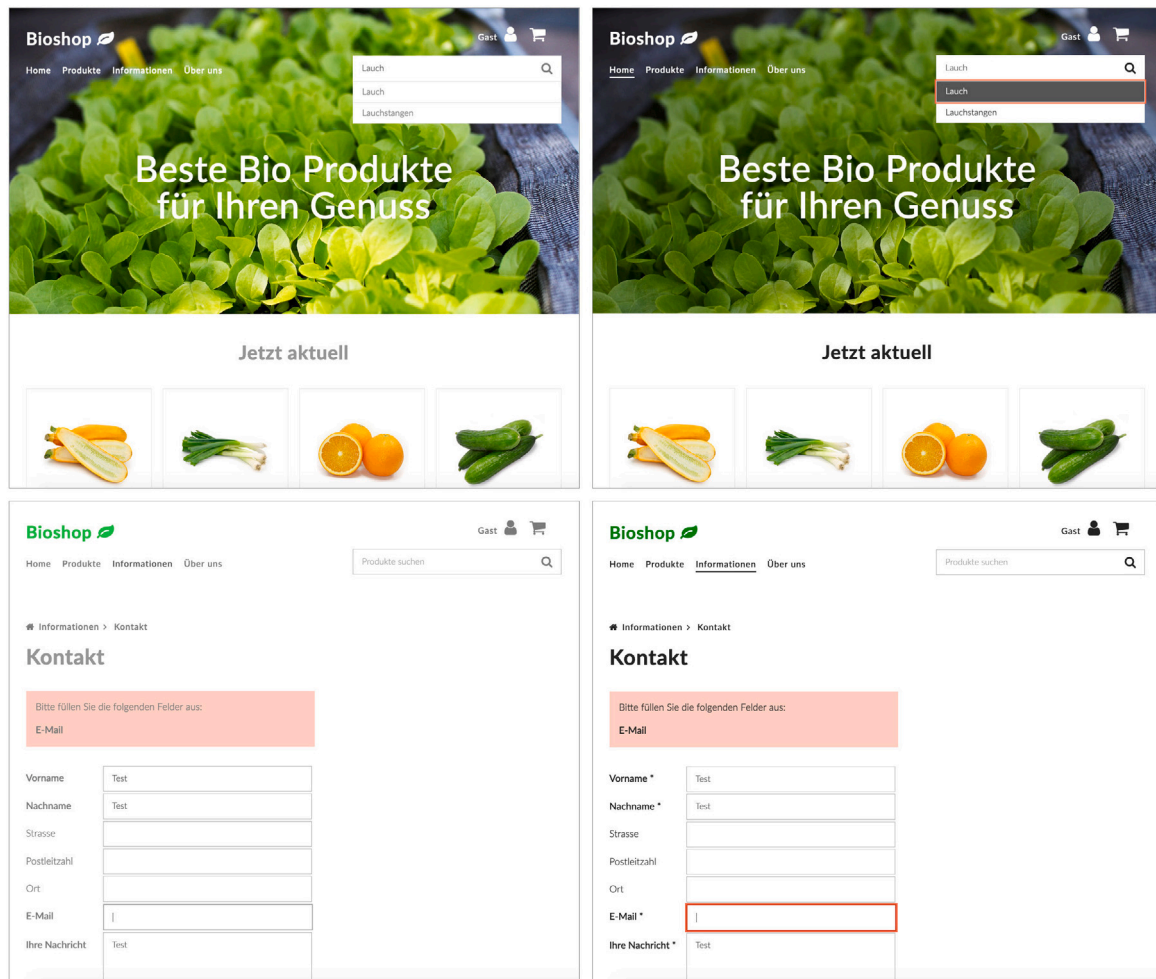 Bioshop
Gast
Home Produkte Informationen Über uns
Lauch
Lauch
Lauchstangen
Beste Bio Produkte
für Ihren Genuss
Jetzt aktuell
Bioshop
Gast
Home Produkte Informationen Über uns
Lauch
Lauch
Lauchstangen
Beste Bio Produkte
für Ihren Genuss
Jetzt aktuell
Bioshop
Gast
Home Produkte Informationen Über uns
Produkte suchen
Informationen > Kontakt
Kontakt
Bitte füllen Sie die folgenden Felder aus:
E-Mail
Vorname Test
Nachname Test
Strasse
Postleitzahl
Ort
E-Mail
Ihre Nachricht Test
Bioshop
Gast
Home Produkte Informationen Über uns
Produkte suchen
Informationen > Kontakt
Kontakt
Bitte füllen Sie die folgenden Felder aus:
E-Mail
Vorname * Test
Nachname * Test
Strasse
Postleitzahl
Ort
E-Mail *
Ihre Nachricht * Test